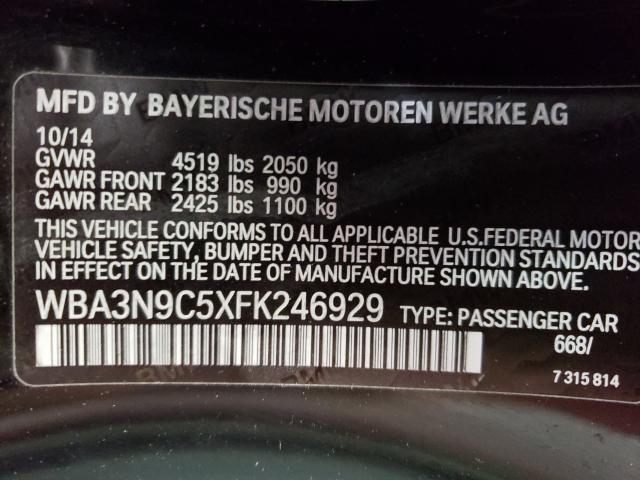 MFD BY BAYERISCHE MOTOREN WERKE AG
10/14
GVWR 4519 lbs 2050 kg
GAWR FRONT 2183 lbs 990 kg
GAWR REAR 2425 lbs 1100 kg
THIS VEHICLE CONFORMS TO ALL APPLICABLE U.S.FEDERAL MOTOR
VEHICLE SAFETY, BUMPER AND THEFT PREVENTION STANDARDS
IN EFFECT ON THE DATE OF MANUFACTURE SHOWN ABOVE.
WBA3N9C5XFK246929 TYPE: PASSENGER CAR
668/
7 315 814